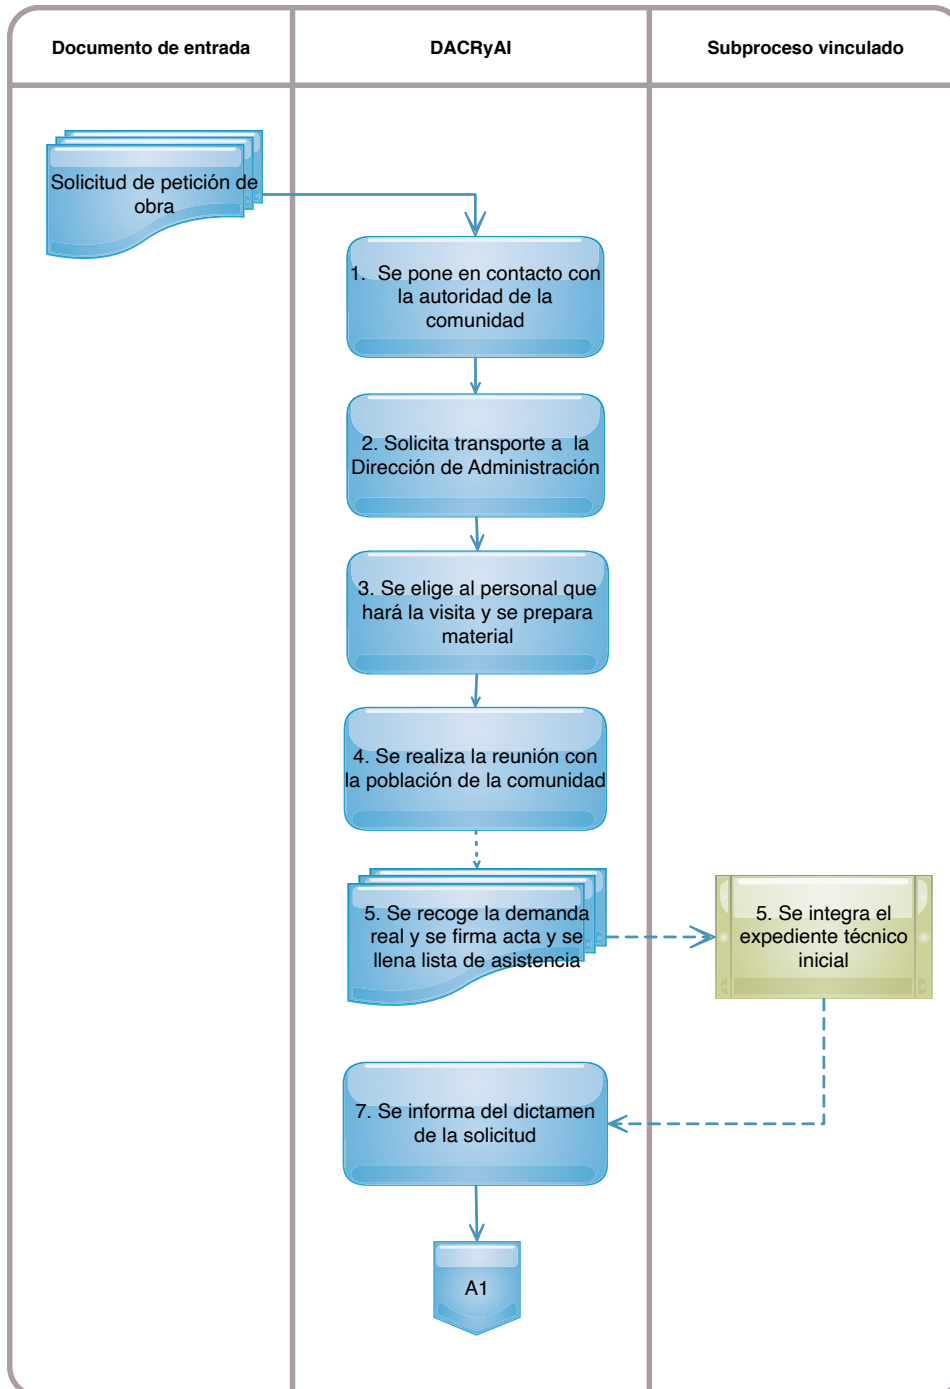 Documento de entrada
DACRyAI
Subproceso vinculado
Solicitud de petición de
obra
1. Se pone en contacto con
la autoridad de la
comunidad
2. Solicita transporte a la
Dirección de Administración
3. Se elige al personal que
hará la visita y se prepara
material
4. Se realiza la reunión con
la población de la comunidad
5. Se recoge la demanda
real y se firma acta y se
llena lista de asistencia
5. Se integra el
expediente técnico
inicial
7. Se informa del dictamen
de la solicitud
A1